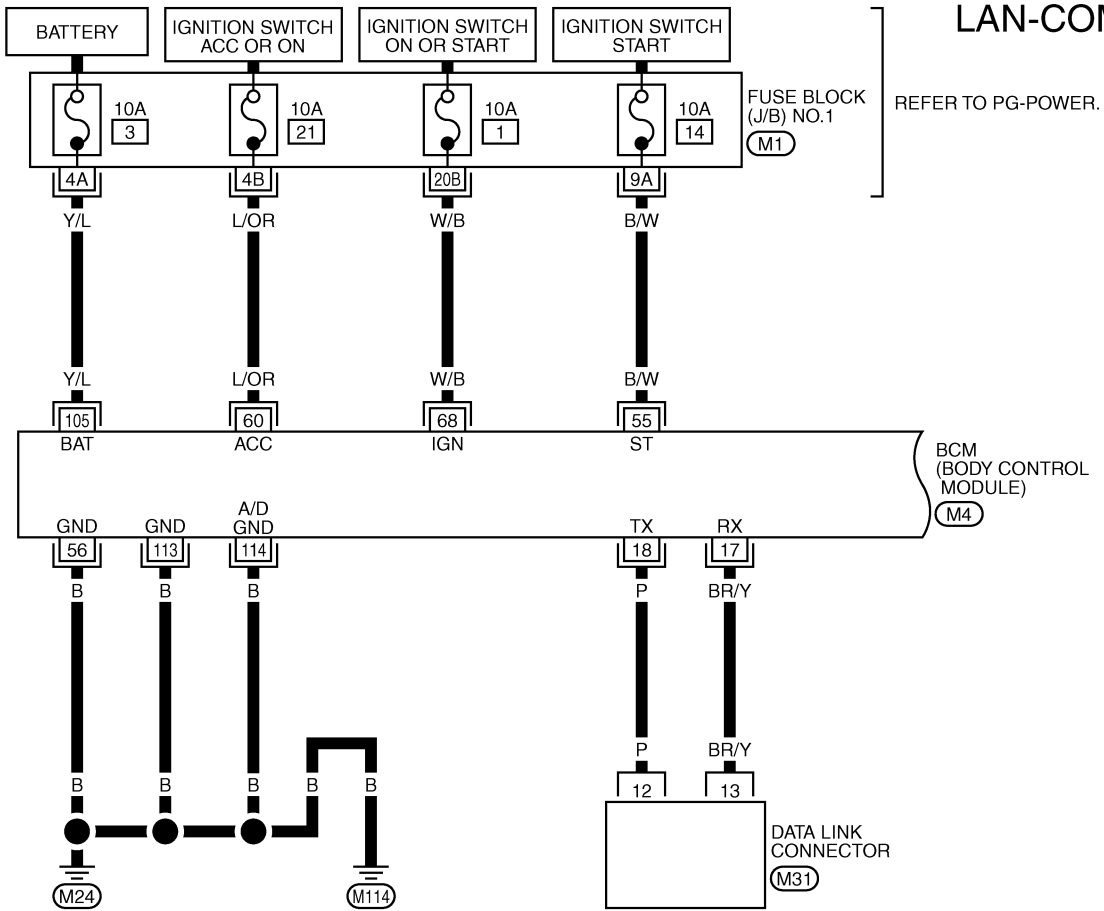 LAN-COM
BATTERY
IGNITION SWITCH
ACC OR ON
IGNITION SWITCH
ON OR START
IGNITION SWITCH
START
10A
3
10A
21
10A
1
10A
14
FUSE BLOCK
(J/B) NO.1
M1
REFER TO PG-POWER.
4A
4B
20B
9A
Y/L
L/OR
W/B
B/W
Y/L
L/OR
W/B
B/W
105
60
68
55
BAT
ACC
IGN
ST
BCM
(BODY CONTROL
MODULE)
M4
GND
GND
A/D
GND
TX
RX
56
113
114
18
17
B
B
B
P
BR/Y
P
BR/Y
B
B
B
B
B
12
13
DATA LINK
CONNECTOR
M31
M24
M114